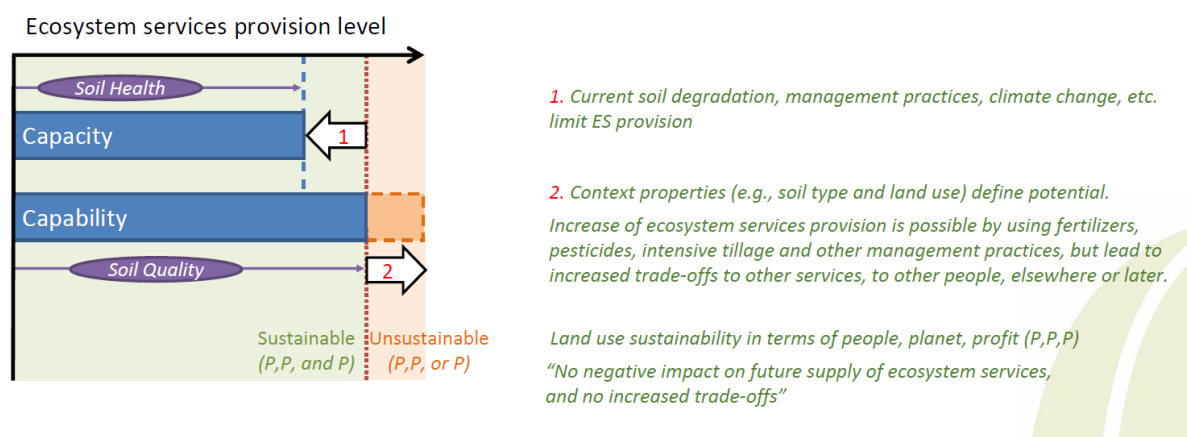 Ecosystem services provision level
Soil Health
Capacity
1
Capability
Soil Quality
2
Sustainable
(P,P, and P)
Unsustainable
(P,P, or P)
1. Current soil degradation, management practices, climate change, etc.
limit ES provision
2. Context properties (e.g., soil type and land use) define potential.
Increase of ecosystem services provision is possible by using fertilizers,
pesticides, intensive tillage and other management practices, but lead to
increased trade-offs to other services, to other people, elsewhere or later.
Land use sustainability in terms of people, planet, profit (P,P,P)
“No negative impact on future supply of ecosystem services,
and no increased trade-offs”